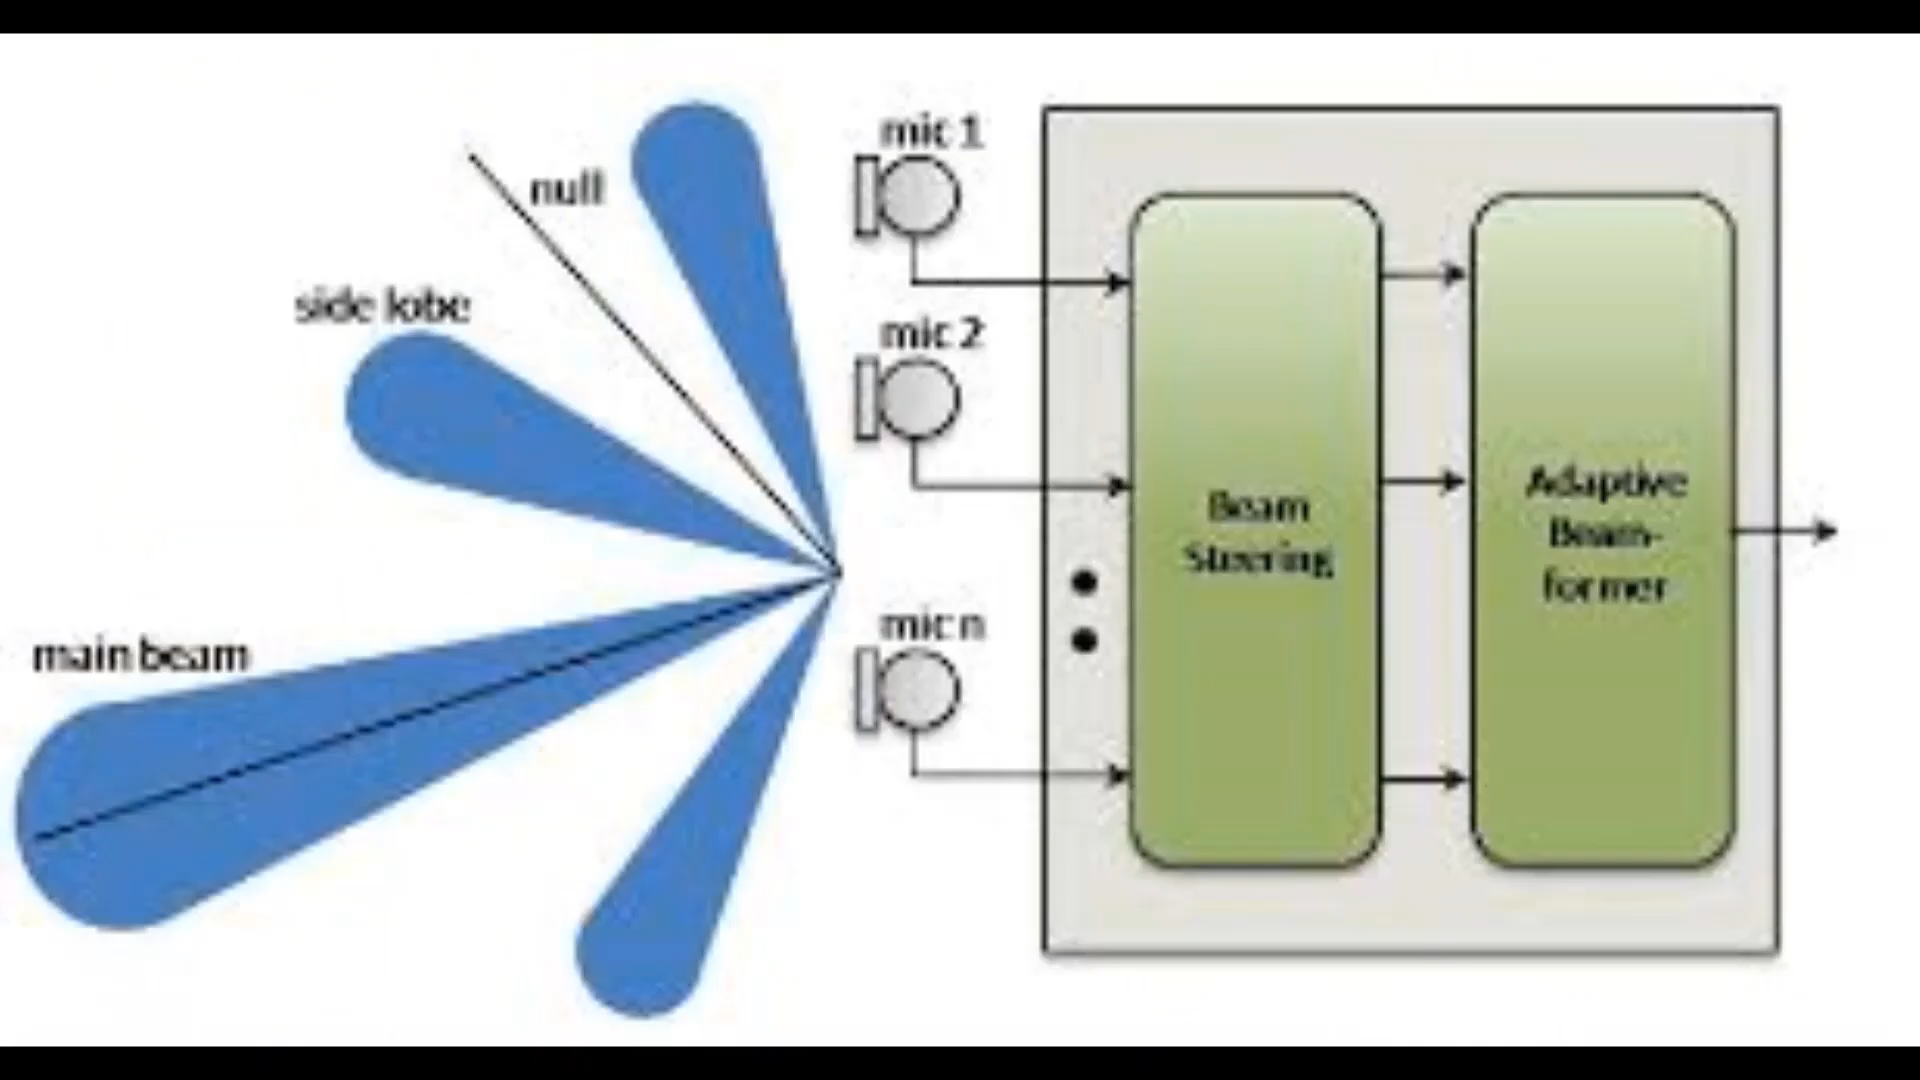 mic 1
null
side lobe
mic 2
Beam
Steering
Adaptive
Beam-
former
mic n
main beam